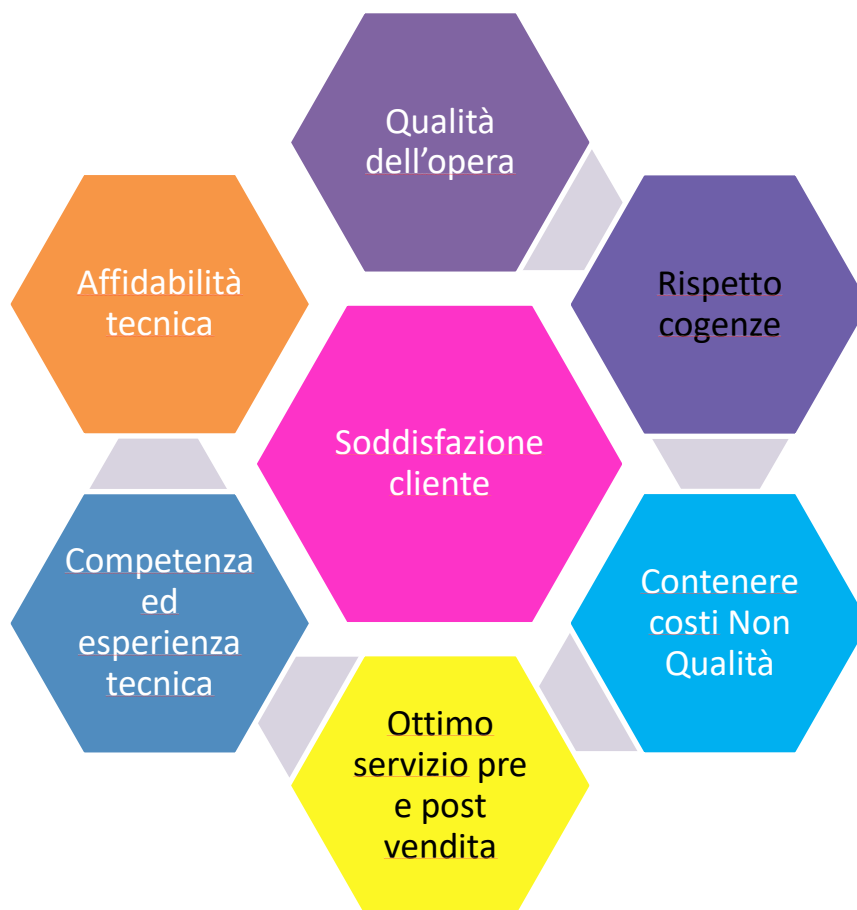 Qualità
dell’opera
Affidabilità
tecnica
Rispetto
cogenze
Soddisfazione
cliente
Competenza
ed
esperienza
tecnica
Contenere
costi Non
Qualità
Ottimo
servizio pre
e post
vendita